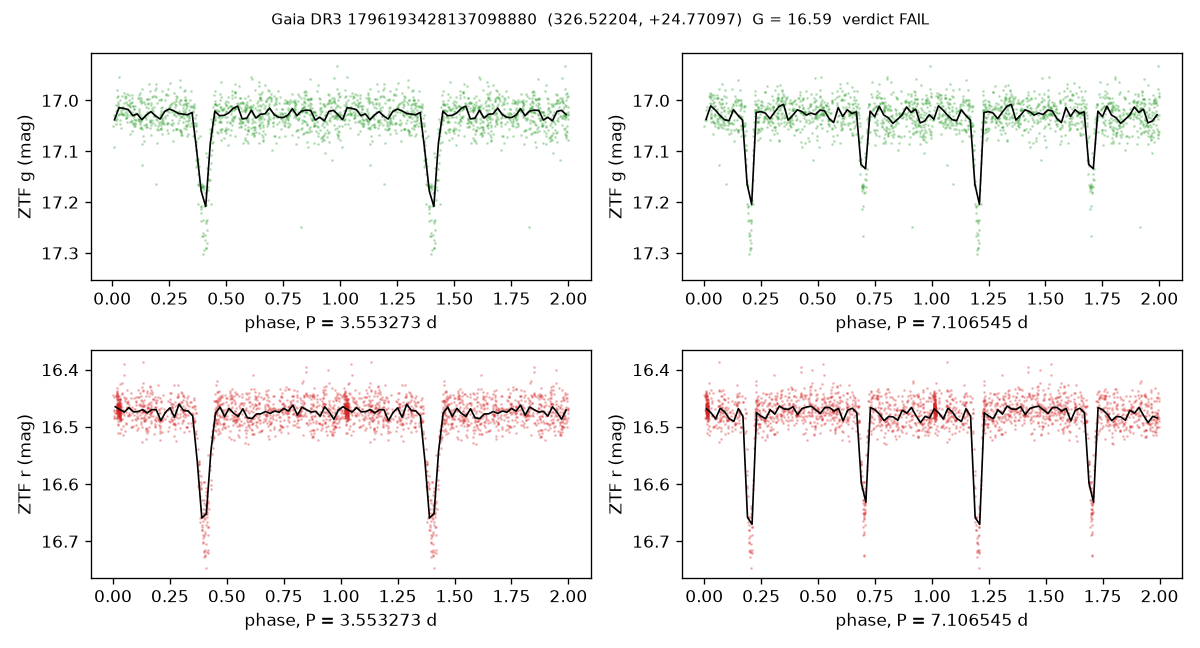 Gaia DR3 1796193428137098880 (326.52204, +24.77097) G = 16.59 verdict FAIL
ZTF g (mag)
17.0
17.1
17.2
17.3
0.00 0.25 0.50 0.75 1.00 1.25 1.50 1.75 2.00
phase, P = 3.553273 d
ZTF g (mag)
17.0
17.1
17.2
17.3
0.00 0.25 0.50 0.75 1.00 1.25 1.50 1.75 2.00
phase, P = 7.106545 d
ZTF r (mag)
16.4
16.5
16.6
16.7
0.00 0.25 0.50 0.75 1.00 1.25 1.50 1.75 2.00
phase, P = 3.553273 d
ZTF r (mag)
16.4
16.5
16.6
16.7
0.00 0.25 0.50 0.75 1.00 1.25 1.50 1.75 2.00
phase, P = 7.106545 d